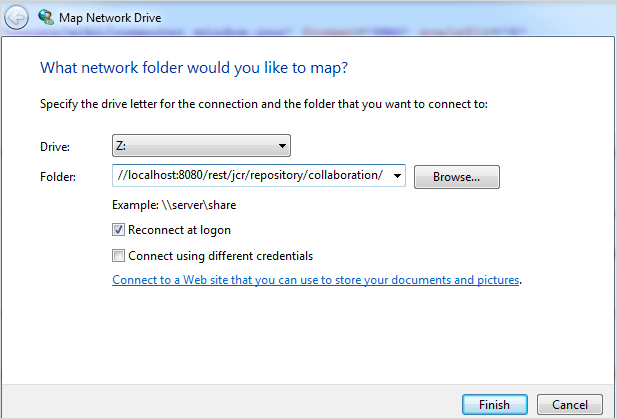 Map Network Drive
What network folder would you like to map?
Specify the drive letter for the connection and the folder that you want to connect to:
Drive: Z:
Folder: //localhost:8080/rest/jcr/repository/collaboration/ Browse...
Example: \\server\share
Reconnect at logon
Connect using different credentials
Connect to a Web site that you can use to store your documents and pictures.
Finish Cancel